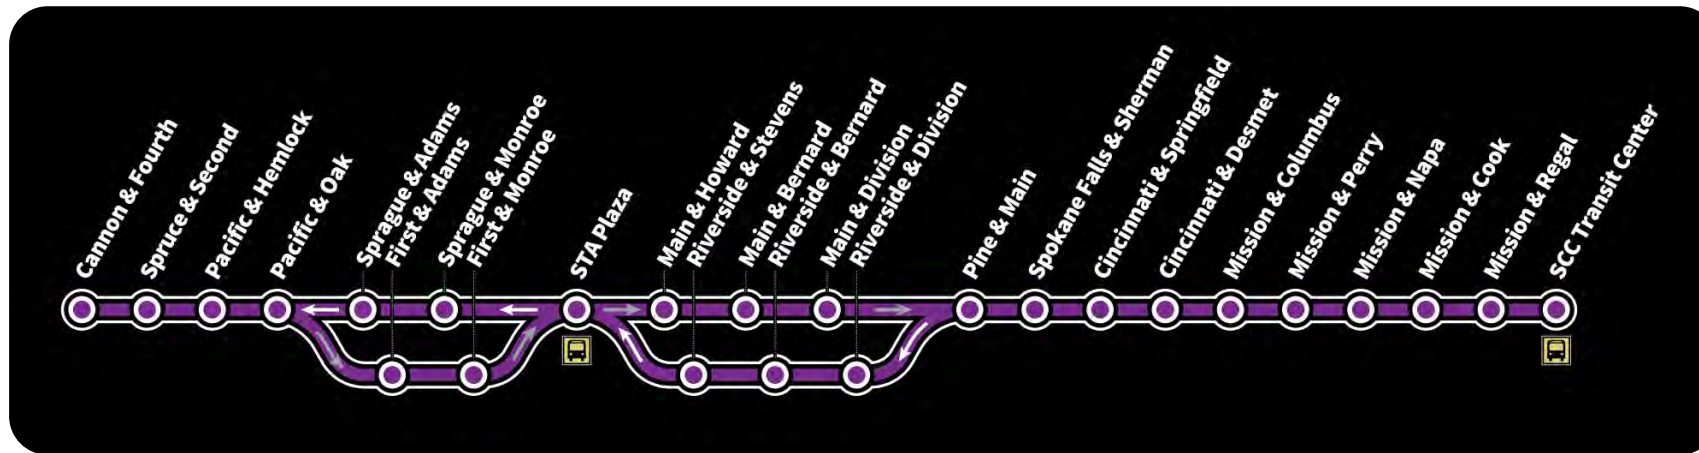 Cannon & Fourth
Spruce & Second
Pacific & Hemlock
Pacific & Oak
Sprague & Adams
First & Adams
Sprague & Monroe
First & Monroe
STA Plaza
Main & Howard
Riverside & Stevens
Main & Bernard
Riverside & Bernard
Main & Division
Riverside & Division
Pine & Main
Spokane Falls & Sherman
Cincinnati & Springfield
Cincinnati & Desmet
Mission & Columbus
Mission & Perry
Mission & Napa
Mission & Cook
Mission & Regal
SCC Transit Center